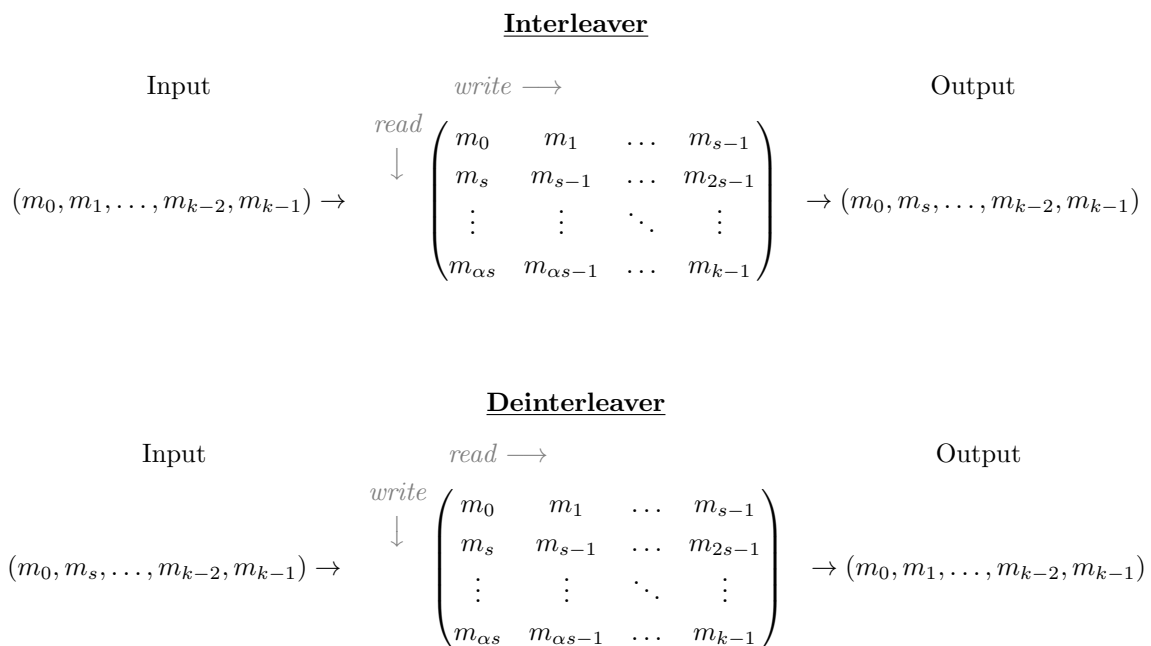 Interleaver
Input write ⟶ Output
read ↓
(m_0, m_1, …, m_{k−2}, m_{k−1}) →
m_0 m_1 … m_{s−1}
m_s m_{s−1} … m_{2s−1}
⋮ ⋮ ⋱ ⋮
m_{αs} m_{αs−1} … m_{k−1}
→ (m_0, m_s, …, m_{k−2}, m_{k−1})
Deinterleaver
Input read ⟶ Output
write ↓
(m_0, m_s, …, m_{k−2}, m_{k−1}) →
m_0 m_1 … m_{s−1}
m_s m_{s−1} … m_{2s−1}
⋮ ⋮ ⋱ ⋮
m_{αs} m_{αs−1} … m_{k−1}
→ (m_0, m_1, …, m_{k−2}, m_{k−1})